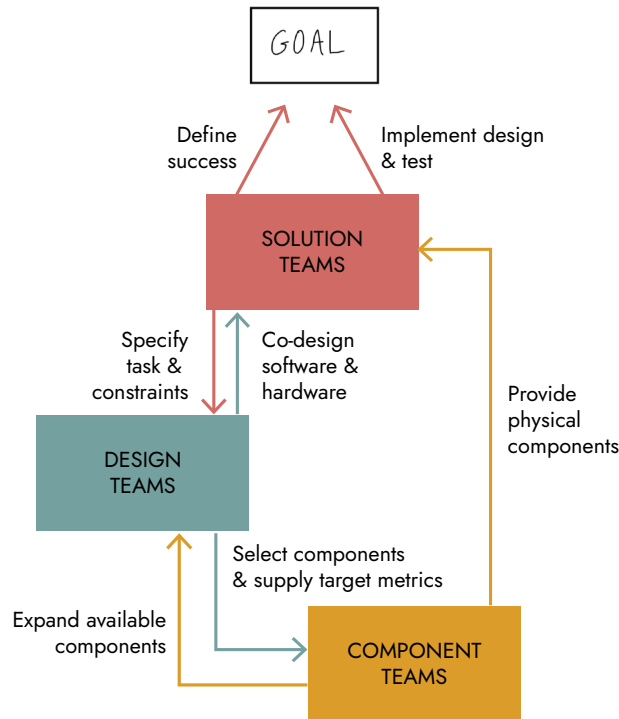 GOAL
Define
success
Implement design
& test
SOLUTION
TEAMS
Specify
task &
constraints
Co-design
software &
hardware
Provide
physical
components
DESIGN
TEAMS
Select components
& supply target metrics
Expand available
components
COMPONENT
TEAMS